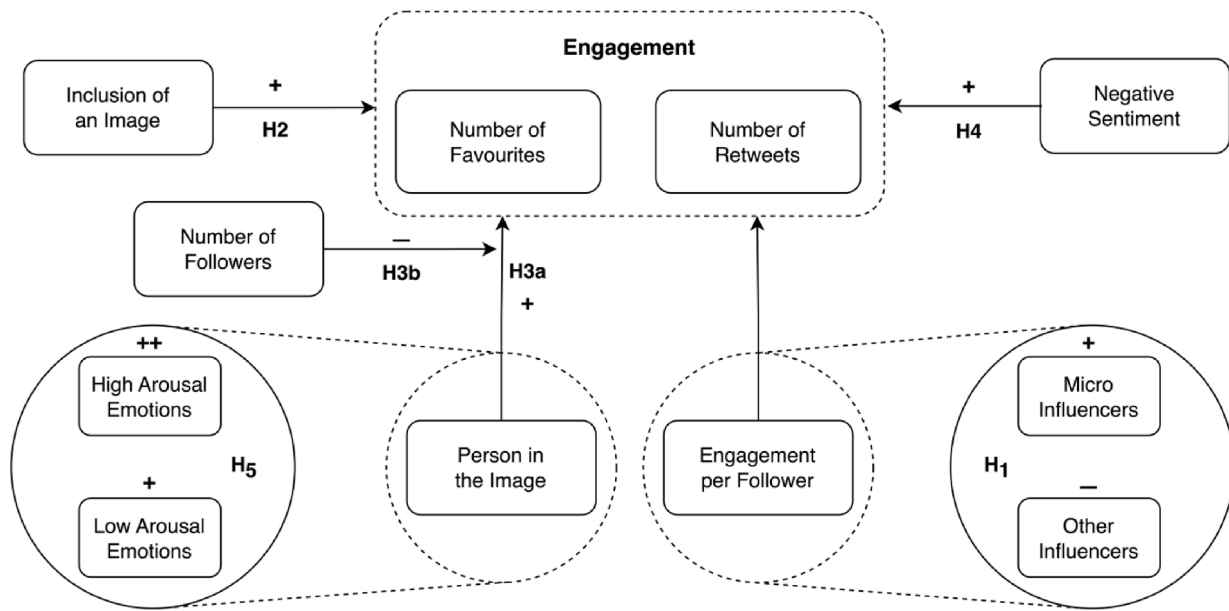 Engagement
Inclusion of
an Image
+
H2
Number of
Favourites
Number of
Retweets
+
H4
Negative
Sentiment
Number of
Followers
—
H3b
H3a
+
++
High Arousal
Emotions
H5
+
Low Arousal
Emotions
Person in
the Image
Engagement
per Follower
+
Micro
Influencers
H1
—
Other
Influencers